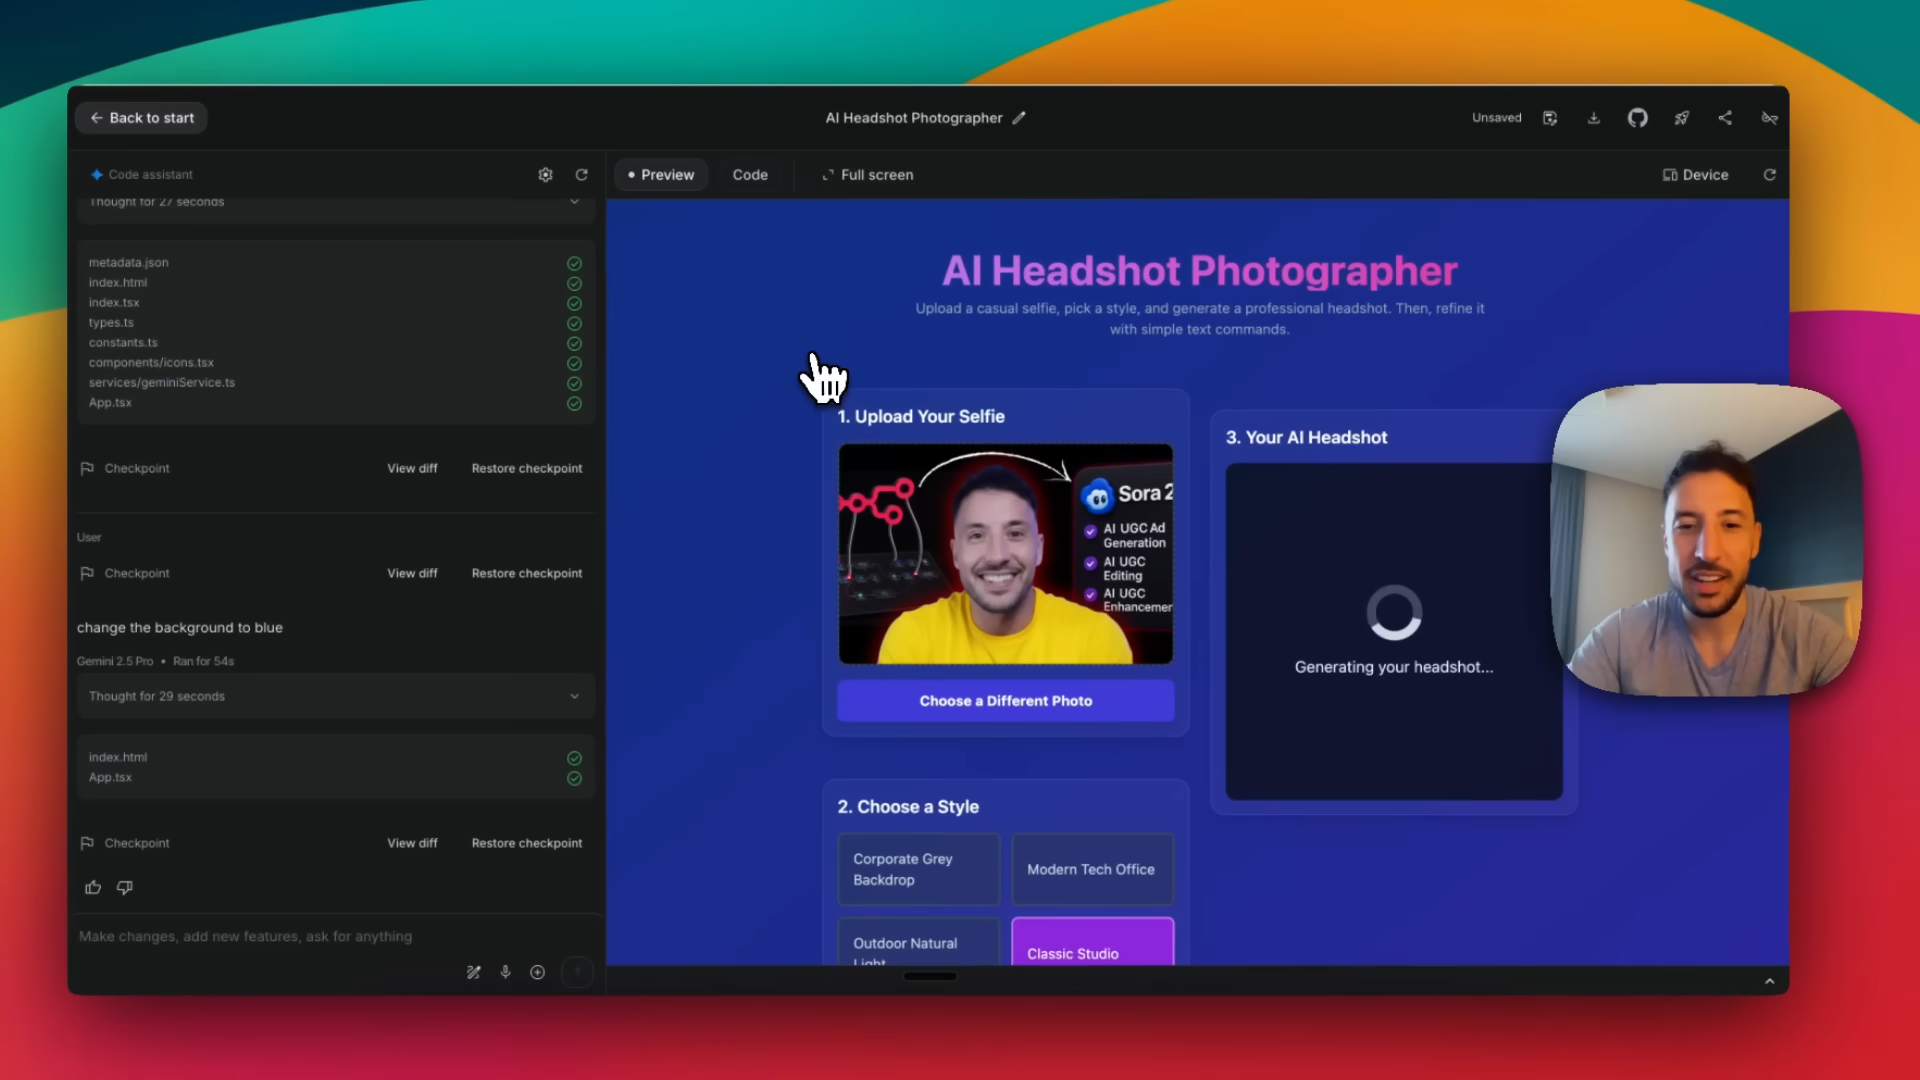 Back to start
AI Headshot Photographer
Unsaved
Code assistant
Preview
Code
Full screen
Device
Thought for 27 seconds
metadata.json
index.html
index.tsx
types.ts
constants.ts
components/icons.tsx
services/geminiService.ts
App.tsx
Checkpoint View diff Restore checkpoint
User
Checkpoint View diff Restore checkpoint
change the background to blue
Gemini 2.5 Pro • Ran for 54s
Thought for 29 seconds
index.html
App.tsx
Checkpoint View diff Restore checkpoint
Make changes, add new features, ask for anything
AI Headshot Photographer
Upload a casual selfie, pick a style, and generate a professional headshot. Then, refine it
with simple text commands.
1. Upload Your Selfie
Sora 2
AI UGC Ad
Generation
AI UGC
Editing
AI UGC
Enhancemen
Choose a Different Photo
2. Choose a Style
Corporate Grey
Backdrop
Modern Tech Office
Outdoor Natural
Light
Classic Studio
3. Your AI Headshot
Generating your headshot...